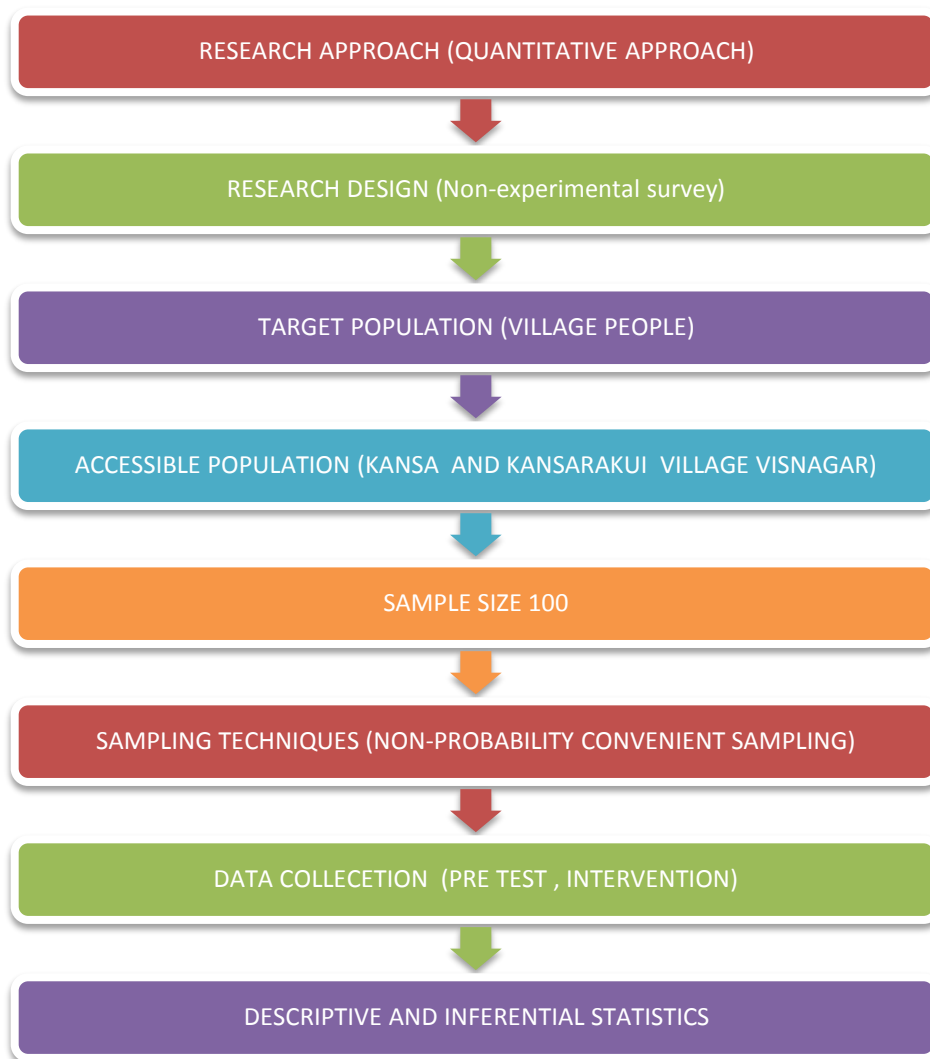 RESEARCH APPROACH (QUANTITATIVE APPROACH)
RESEARCH DESIGN (Non-experimental survey)
TARGET POPULATION (VILLAGE PEOPLE)
ACCESSIBLE POPULATION (KANSA  AND KANSARAKUI  VILLAGE VISNAGAR)
SAMPLE SIZE 100
SAMPLING TECHNIQUES (NON-PROBABILITY CONVENIENT SAMPLING)
DATA COLLECETION  (PRE TEST , INTERVENTION)
DESCRIPTIVE AND INFERENTIAL STATISTICS